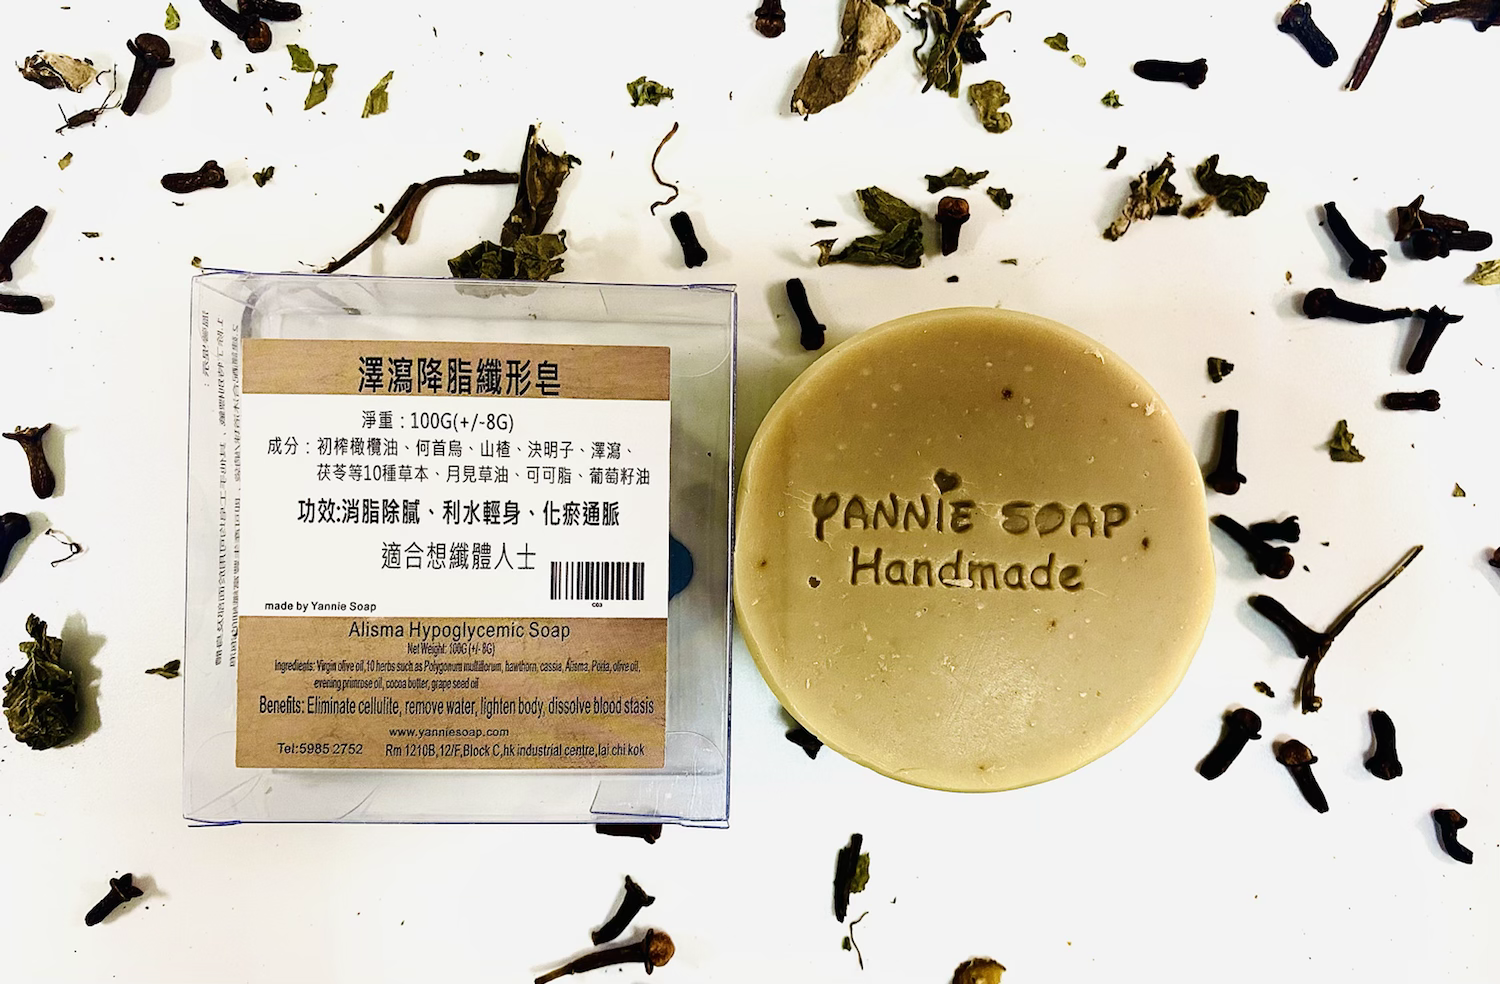 澤瀉降脂纖形皂
淨重：100G(+/-8G)
成分：初榨橄欖油、何首烏、山楂、決明子、澤瀉、
茯苓等10種草本、月見草油、可可脂、葡萄籽油
功效:消脂除膩、利水輕身、化瘀通脈
適合想纖體人士
C03
made by Yannie Soap
Alisma Hypoglycemic Soap
Net Weight: 100G (+/- 8G)
Ingredients: Virgin olive oil, 10 herbs such as Polygonum multiflorum, hawthorn, cassia, Alisma, Poria, olive oil,
evening primrose oil, cocoa butter, grape seed oil
Benefits: Eliminate cellulite, remove water, lighten body, dissolve blood stasis
www.yanniesoap.com
Tel:5985 2752 Rm 1210B,12/F,Block C,hk industrial centre,lai chi kok
YANNIE SOAP
Handmade